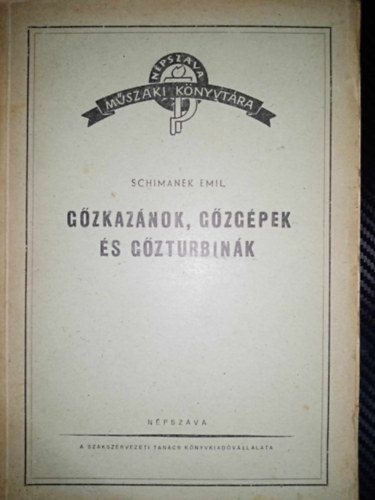 NÉPSZAVA
MŰSZAKI KÖNYVTÁRA
SCHIMANEK EMIL
GŐZKAZÁNOK, GŐZGÉPEK
ÉS GŐZTURBINÁK
NÉPSZAVA
A SZAKSZERVEZETI TANÁCS KÖNYVKIADÓVÁLLALATA